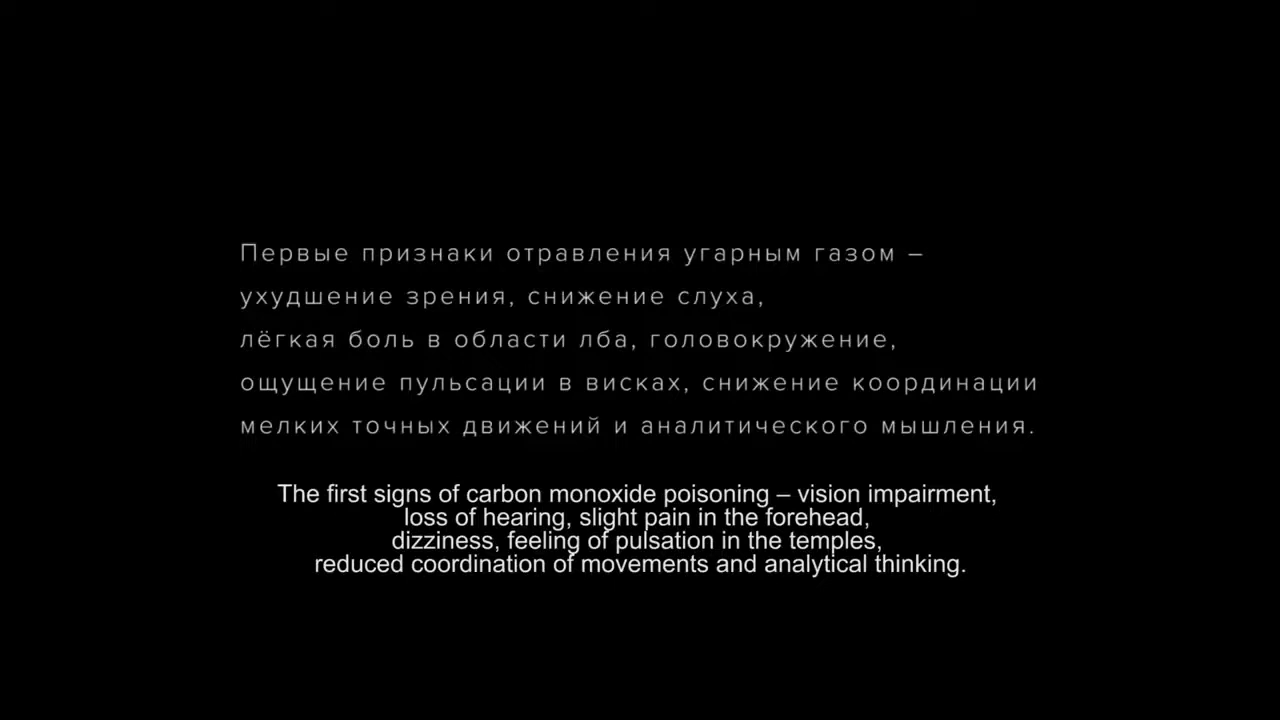 Первые признаки отравления угарным газом –
ухудшение зрения, снижение слуха,
лёгкая боль в области лба, головокружение,
ощущение пульсации в висках, снижение координации
мелких точных движений и аналитического мышления.
The first signs of carbon monoxide poisoning – vision impairment,
loss of hearing, slight pain in the forehead,
dizziness, feeling of pulsation in the temples,
reduced coordination of movements and analytical thinking.